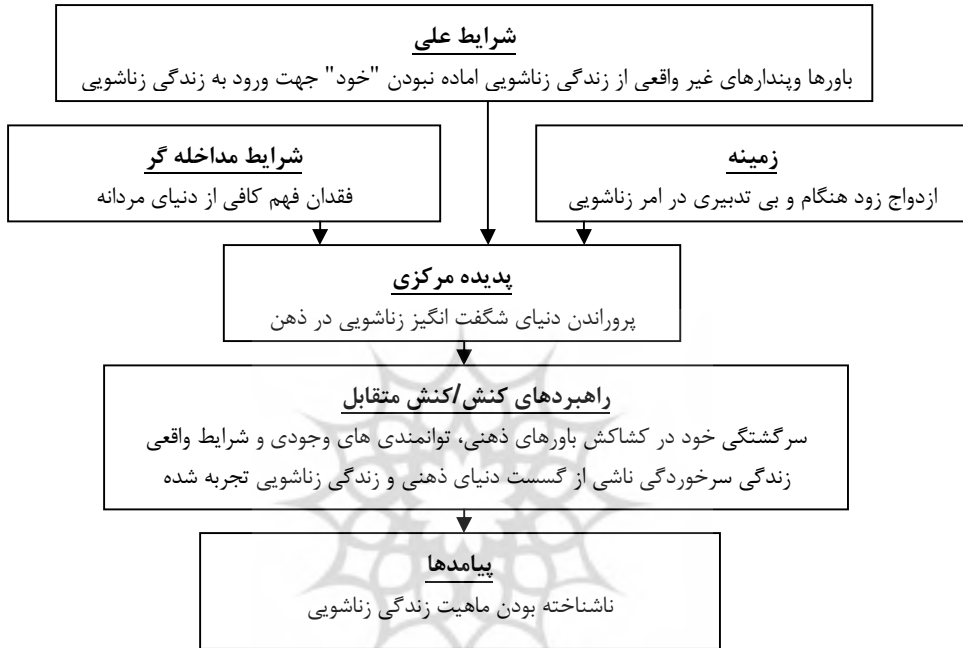 شرایط علی
باورها وپندارهای غیر واقعی از زندگی زناشویی اماده نبودن "خود" جهت ورود به زندگی زناشویی
زمینه
ازدواج زود هنگام و بی تدبیری در امر زناشویی
شرایط مداخله گر
فقدان فهم کافی از دنیای مردانه
پدیده مرکزی
پروراندن دنیای شگفت انگیز زناشویی در ذهن
راهبردهای کنش/کنش متقابل
سرگشتگی خود در کشاکش باورهای ذهنی، توانمندی های وجودی و شرایط واقعی
زندگی سرخوردگی ناشی از گسست دنیای ذهنی و زندگی زناشویی تجربه شده
پیامدها
ناشناخته بودن ماهیت زندگی زناشویی